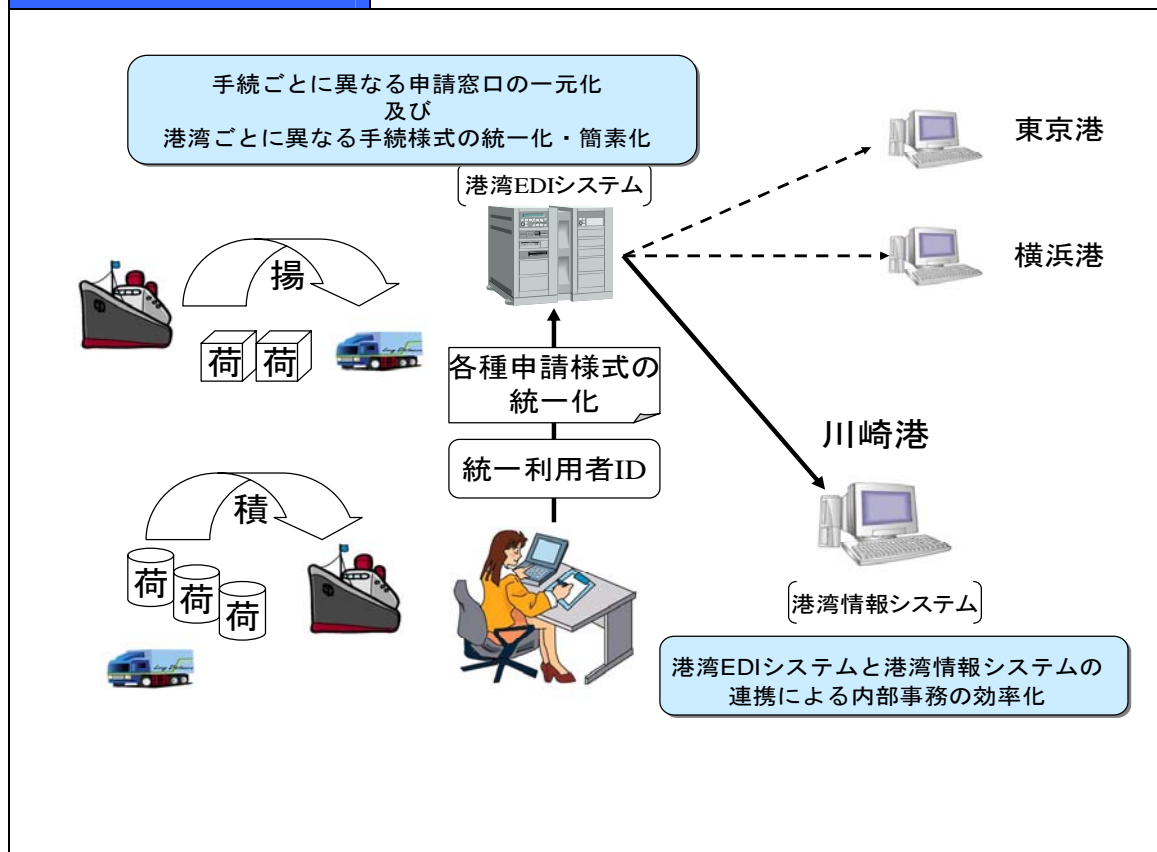 手続ごとに異なる申請窓口の一元化
及び
港湾ごとに異なる手続様式の統一化・簡素化
港湾EDIシステム
東京港
横浜港
揚
荷 荷
各種申請様式の
統一化
統一利用者ID
川崎港
積
荷
荷
荷
港湾情報システム
港湾EDIシステムと港湾情報システムの
連携による内部事務の効率化